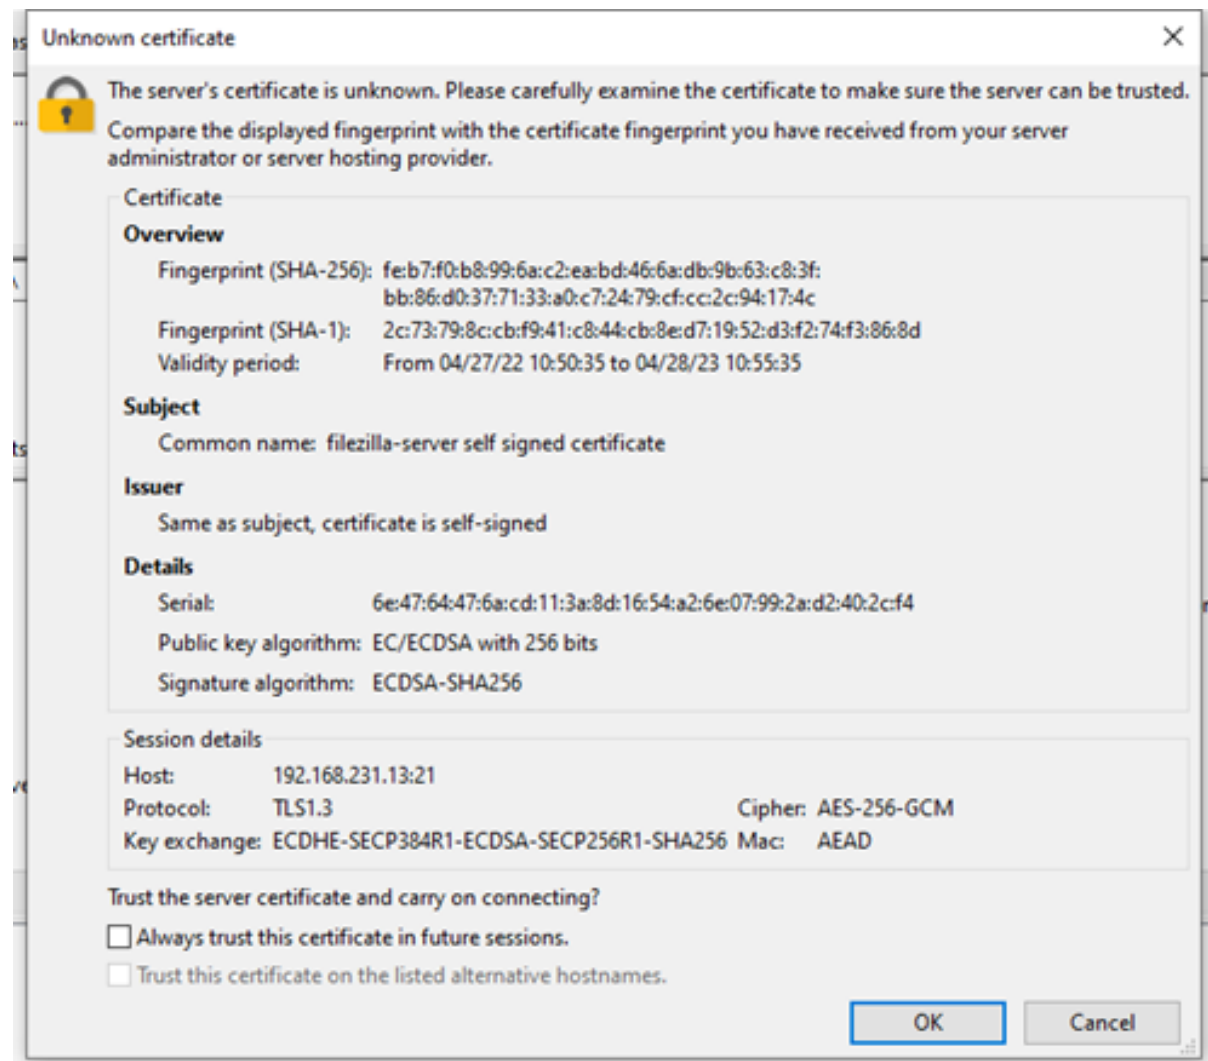 Unknown certificate
The server's certificate is unknown. Please carefully examine the certificate to make sure the server can be trusted.
Compare the displayed fingerprint with the certificate fingerprint you have received from your server
administrator or server hosting provider.
Certificate
Overview
Fingerprint (SHA-256): fe:b7:f0:b8:99:6a:c2:ea:bd:46:6a:db:9b:63:c8:3f:
bb:86:d0:37:71:33:a0:c7:24:79:cf:cc:2c:94:17:4c
Fingerprint (SHA-1): 2c:73:79:8c:cb:f9:41:c8:44:cb:8e:d7:19:52:d3:f2:74:f3:86:8d
Validity period: From 04/27/22 10:50:35 to 04/28/23 10:55:35
Subject
Common name: filezilla-server self signed certificate
Issuer
Same as subject, certificate is self-signed
Details
Serial: 6e:47:64:47:6a:cd:11:3a:8d:16:54:a2:6e:07:99:2a:d2:40:2c:f4
Public key algorithm: EC/ECDSA with 256 bits
Signature algorithm: ECDSA-SHA256
Session details
Host: 192.168.231.13:21
Protocol: TLS1.3 Cipher: AES-256-GCM
Key exchange: ECDHE-SECP384R1-ECDSA-SECP256R1-SHA256 Mac: AEAD
Trust the server certificate and carry on connecting?
Always trust this certificate in future sessions.
Trust this certificate on the listed alternative hostnames.
OK Cancel